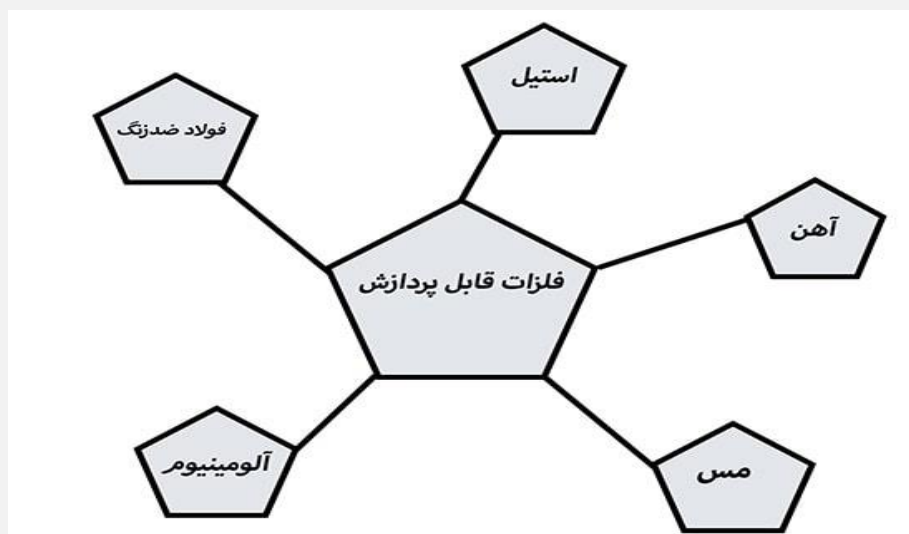 استیل
فولاد ضدزنگ
آهن
فلزات قابل پردازش
آلومینیوم
مس